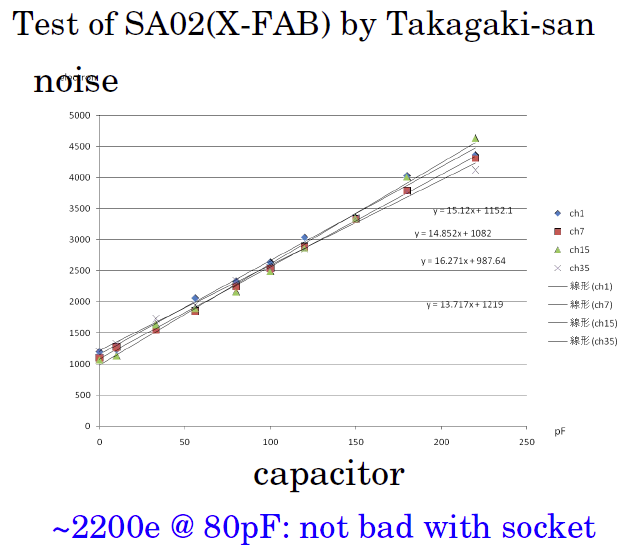 Test of SA02(X-FAB) by Takagaki-san
noise
5000
4500
4000
3500
3000
2500
2000
1500
1000
500
0
0 50 100 150 200 250
pF
y = 15.12x + 1152.1
y = 14.852x + 1082
y = 16.271x + 987.64
y = 13.717x + 1219
ch1
ch7
ch15
ch35
線形 (ch1)
線形 (ch7)
線形 (ch15)
線形 (ch35)
capacitor
~2200e @ 80pF: not bad with socket